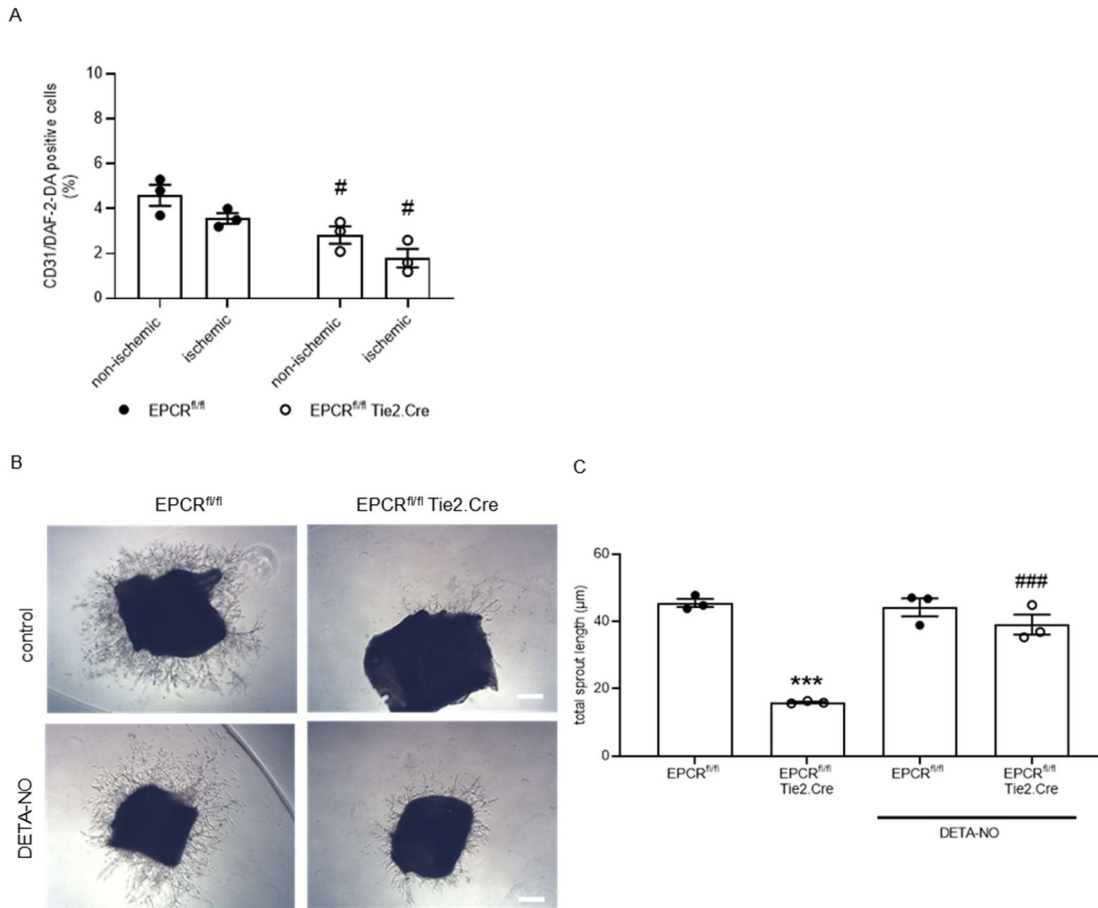 A
CD31/DAF-2-DA positive cells
(%)
10
8
6
4
2
0
#
#
non-ischemic
ischemic
non-ischemic
ischemic
EPCRfl/fl
EPCRfl/fl Tie2.Cre
B
EPCRfl/fl
EPCRfl/fl Tie2.Cre
control
DETA-NO
C
total sprout length (µm)
60
40
20
0
***
###
EPCRfl/fl
EPCRfl/fl
Tie2.Cre
EPCRfl/fl
EPCRfl/fl
Tie2.Cre
DETA-NO